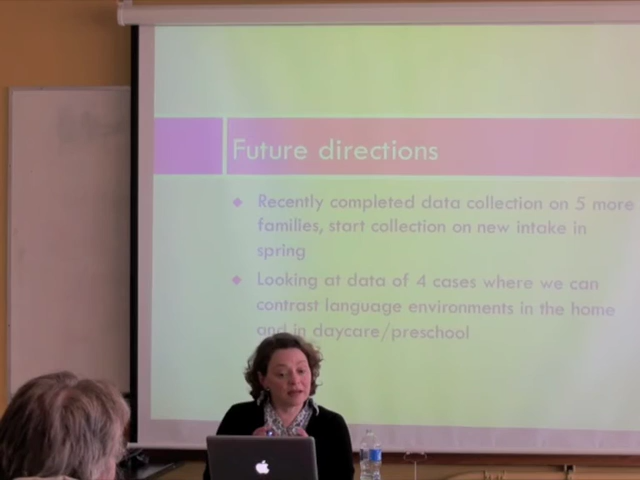 Future directions
Recently completed data collection on 5 more
families, start collection on new intake in
spring
Looking at data of 4 cases where we can
contrast language environments in the home
and in daycare/preschool